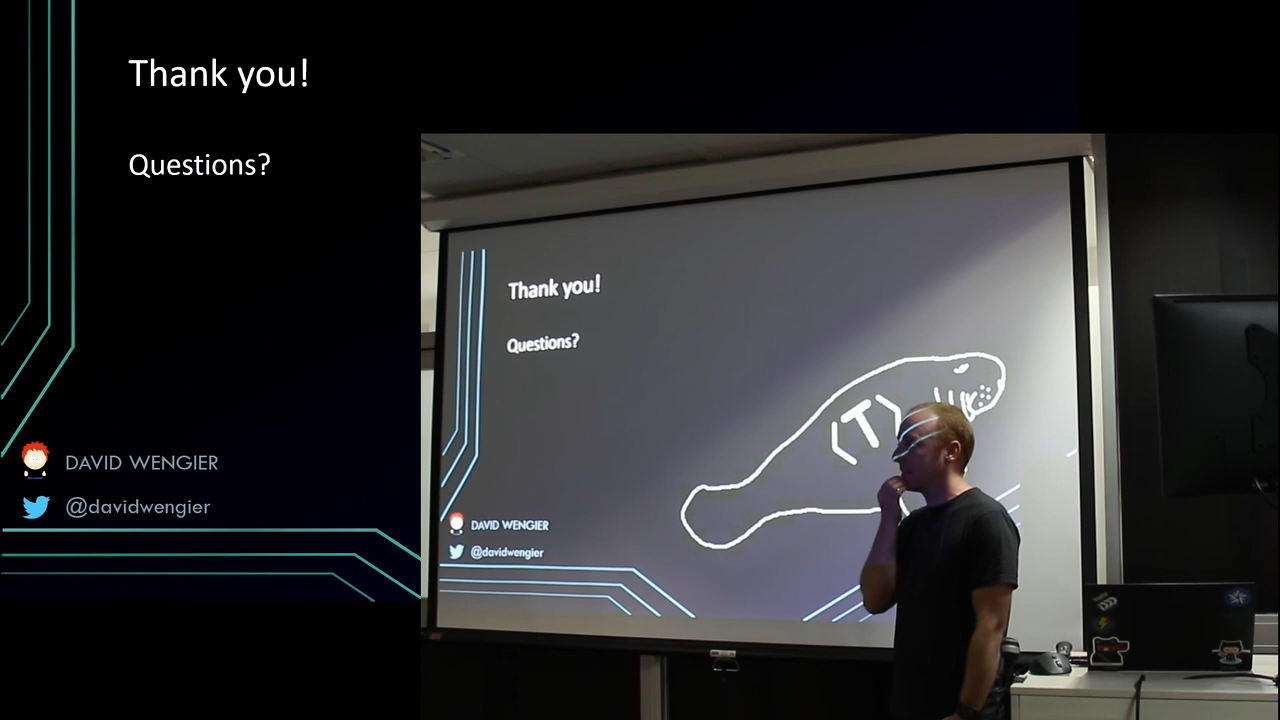 Thank you!
Questions?
DAVID WENGIER
@davidwengier
Thank you!
Questions?
(T)
DAVID WENGIER
@davidwengier